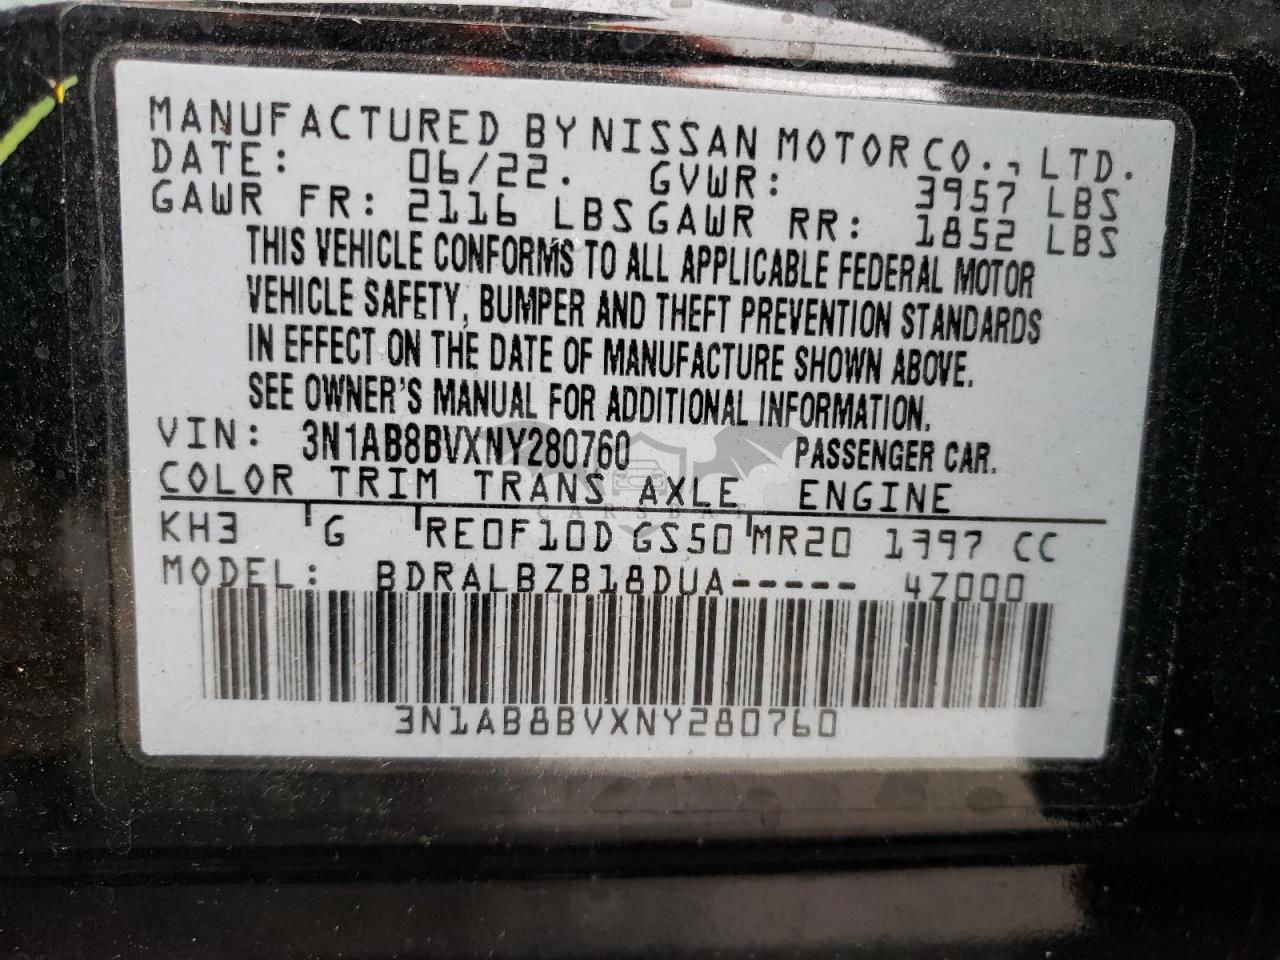 MANUFACTURED BY NISSAN MOTOR CO., LTD.
DATE: 06/22. GVWR: 3957 LBS
GAWR FR: 2116 LBS GAWR RR: 1852 LBS
THIS VEHICLE CONFORMS TO ALL APPLICABLE FEDERAL MOTOR
VEHICLE SAFETY, BUMPER AND THEFT PREVENTION STANDARDS
IN EFFECT ON THE DATE OF MANUFACTURE SHOWN ABOVE.
SEE OWNER'S MANUAL FOR ADDITIONAL INFORMATION.
VIN: 3N1AB8BVXNY280760 PASSENGER CAR.
COLOR TRIM TRANS AXLE ENGINE
KH3 G RE0F10D GS50 MR20 1997 CC
MODEL: BDRALBZB18DUA----- 4Z000
3N1AB8BVXNY280760